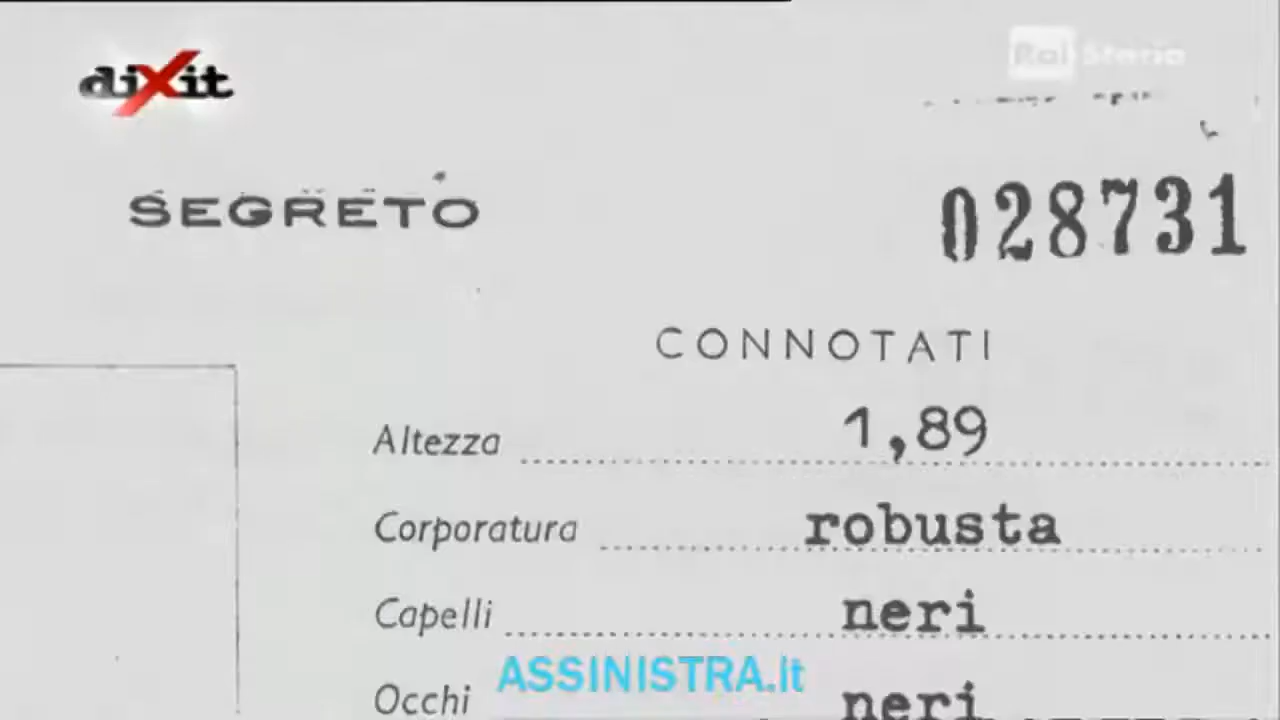 dixit
Rai Storia
SEGRETO
028731
CONNOTATI
Altezza 1,89
Corporatura robusta
Capelli neri
ASSINISTRA.it
Occhi neri